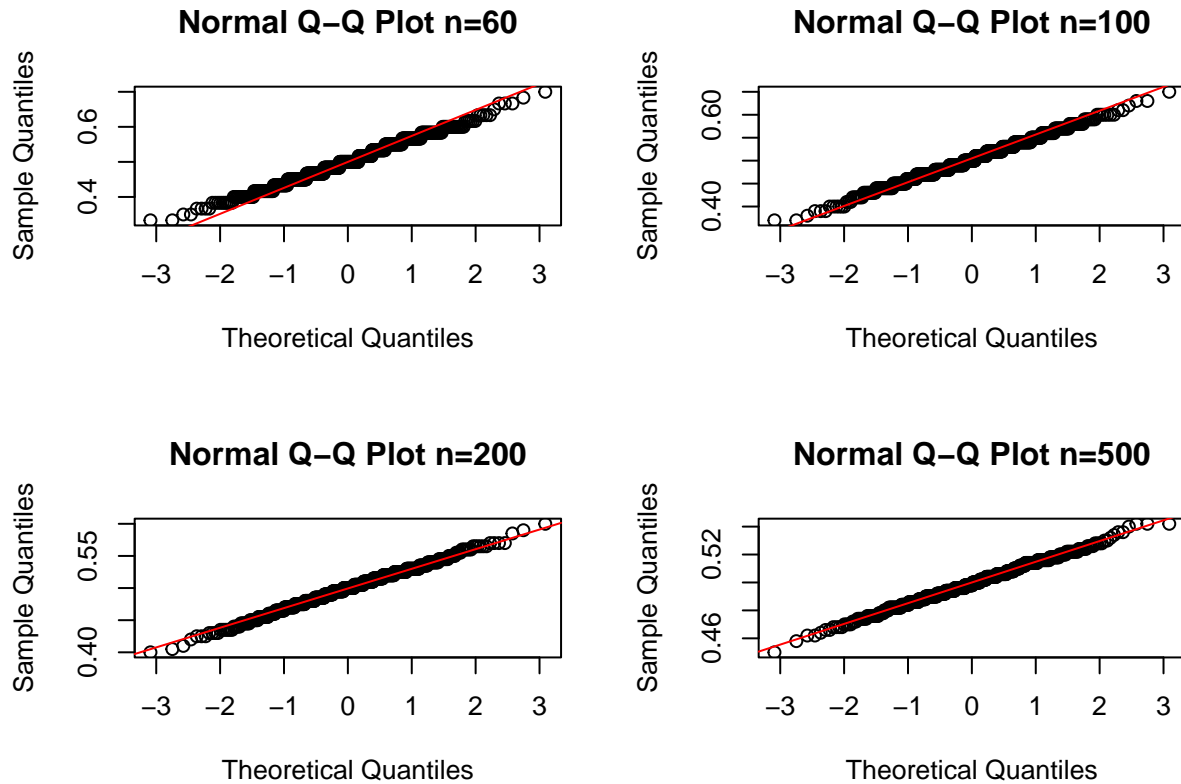 Normal Q−Q Plot n=60
Sample Quantiles
0.4
0.6
−3 −2 −1 0 1 2 3
Theoretical Quantiles
Normal Q−Q Plot n=100
Sample Quantiles
0.40
0.60
−3 −2 −1 0 1 2 3
Theoretical Quantiles
Normal Q−Q Plot n=200
Sample Quantiles
0.40
0.55
−3 −2 −1 0 1 2 3
Theoretical Quantiles
Normal Q−Q Plot n=500
Sample Quantiles
0.46
0.52
−3 −2 −1 0 1 2 3
Theoretical Quantiles